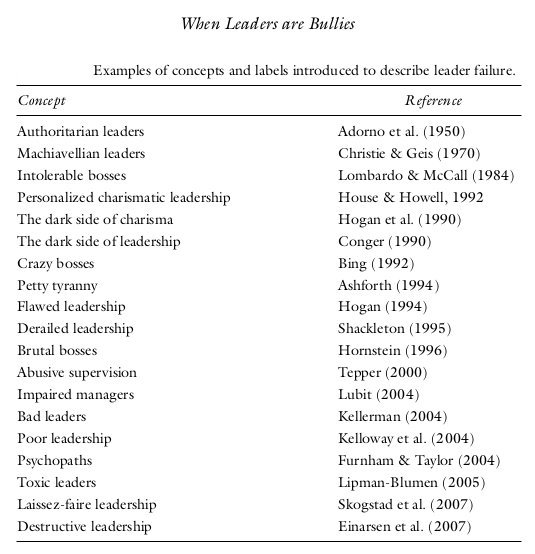 When Leaders are Bullies
Examples of concepts and labels introduced to describe leader failure.
Concept Reference
Authoritarian leaders Adorno et al. (1950)
Machiavellian leaders Christie & Geis (1970)
Intolerable bosses Lombardo & McCall (1984)
Personalized charismatic leadership House & Howell, 1992
The dark side of charisma Hogan et al. (1990)
The dark side of leadership Conger (1990)
Crazy bosses Bing (1992)
Petty tyranny Ashforth (1994)
Flawed leadership Hogan (1994)
Derailed leadership Shackleton (1995)
Brutal bosses Hornstein (1996)
Abusive supervision Tepper (2000)
Impaired managers Lubit (2004)
Bad leaders Kellerman (2004)
Poor leadership Kelloway et al. (2004)
Psychopaths Furnham & Taylor (2004)
Toxic leaders Lipman-Blumen (2005)
Laissez-faire leadership Skogstad et al. (2007)
Destructive leadership Einarsen et al. (2007)